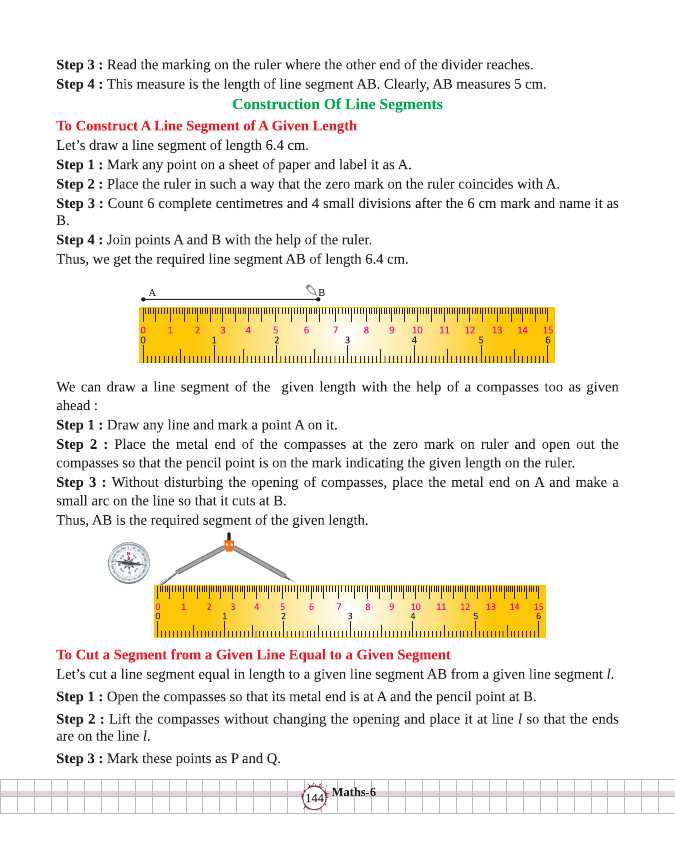 Step 3 : Read the marking on the ruler where the other end of the divider reaches.
Step 4 : This measure is the length of line segment AB. Clearly, AB measures 5 cm.
Construction Of Line Segments
To Construct A Line Segment of A Given Length
Let’s draw a line segment of length 6.4 cm.
Step 1 : Mark any point on a sheet of paper and label it as A.
Step 2 : Place the ruler in such a way that the zero mark on the ruler coincides with A.
Step 3 : Count 6 complete centimetres and 4 small divisions after the 6 cm mark and name it as
B.
Step 4 : Join points A and B with the help of the ruler.
Thus, we get the required line segment AB of length 6.4 cm.
A B
0 1 2 3 4 5 6 7 8 9 10 11 12 13 14 15
0 1 2 3 4 5 6
We can draw a line segment of the given length with the help of a compasses too as given
ahead :
Step 1 : Draw any line and mark a point A on it.
Step 2 : Place the metal end of the compasses at the zero mark on ruler and open out the
compasses so that the pencil point is on the mark indicating the given length on the ruler.
Step 3 : Without disturbing the opening of compasses, place the metal end on A and make a
small arc on the line so that it cuts at B.
Thus, AB is the required segment of the given length.
0 1 2 3 4 5 6 7 8 9 10 11 12 13 14 15
0 1 2 3 4 5 6
To Cut a Segment from a Given Line Equal to a Given Segment
Let’s cut a line segment equal in length to a given line segment AB from a given line segment l.
Step 1 : Open the compasses so that its metal end is at A and the pencil point at B.
Step 2 : Lift the compasses without changing the opening and place it at line l so that the ends
are on the line l.
Step 3 : Mark these points as P and Q.
144 Maths-6